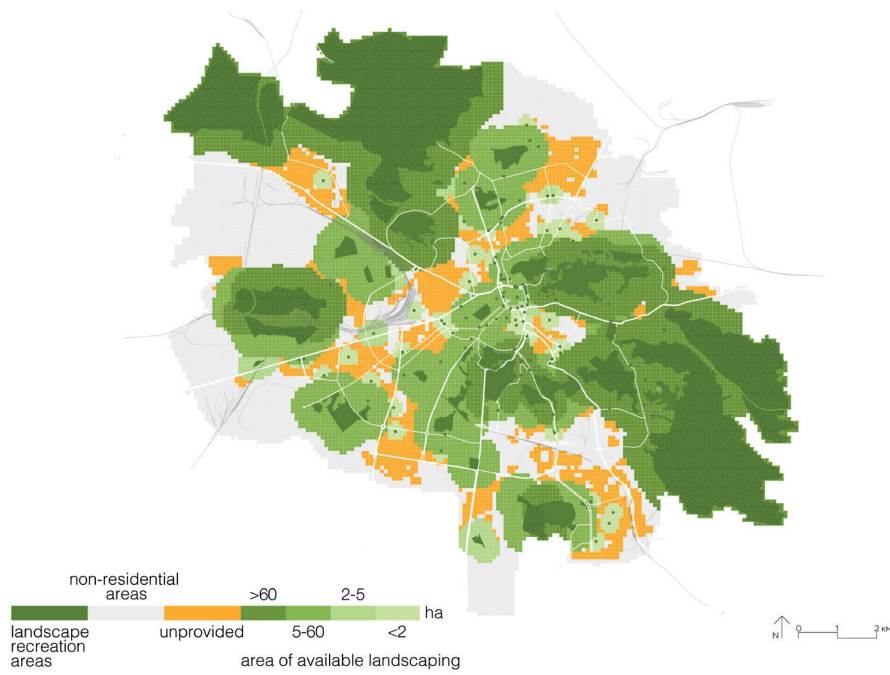 non-residential
areas
>60
2-5
ha
landscape
recreation
areas
unprovided
5-60
<2
area of available landscaping
N
0
1
2 КМ